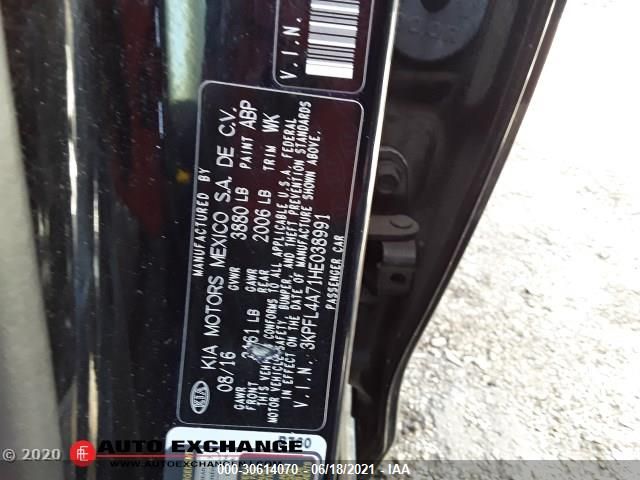 V.I.N.
MANUFACTURED BY
KIA MOTORS MEXICO S.A. DE C.V.
KIA
08/16 GVWR 3880 LB PAINT ABP
GAWR FRONT LB GAWR REAR 2006 LB TRIM WK
THIS VEHICLE CONFORMS TO ALL APPLICABLE U.S.A. FEDERAL
MOTOR VEHICLE SAFETY, BUMPER, AND THEFT PREVENTION STANDARDS
IN EFFECT ON THE DATE OF MANUFACTURE SHOWN ABOVE.
V.I.N.: 3KPFL4A71HE038991
PASSENGER CAR
© 2020 AUTO EXCHANGE
000-30614070 - 06/18/2021 - IAA